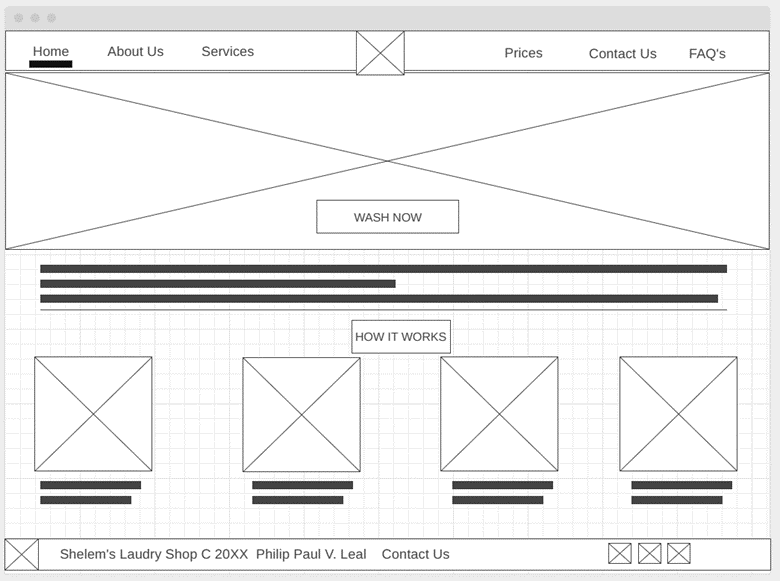 Home About Us Services Prices Contact Us FAQ's
WASH NOW
HOW IT WORKS
Shelem's Laudry Shop C 20XX Philip Paul V. Leal Contact Us